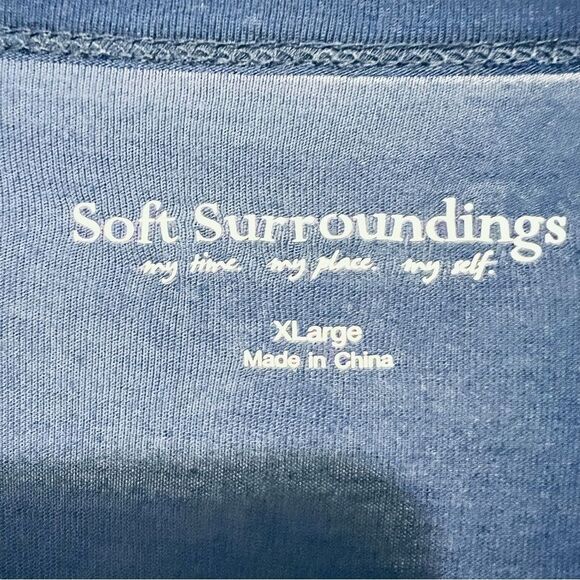 Soft Surroundings
my time. my place. my self.
XLarge
Made in China